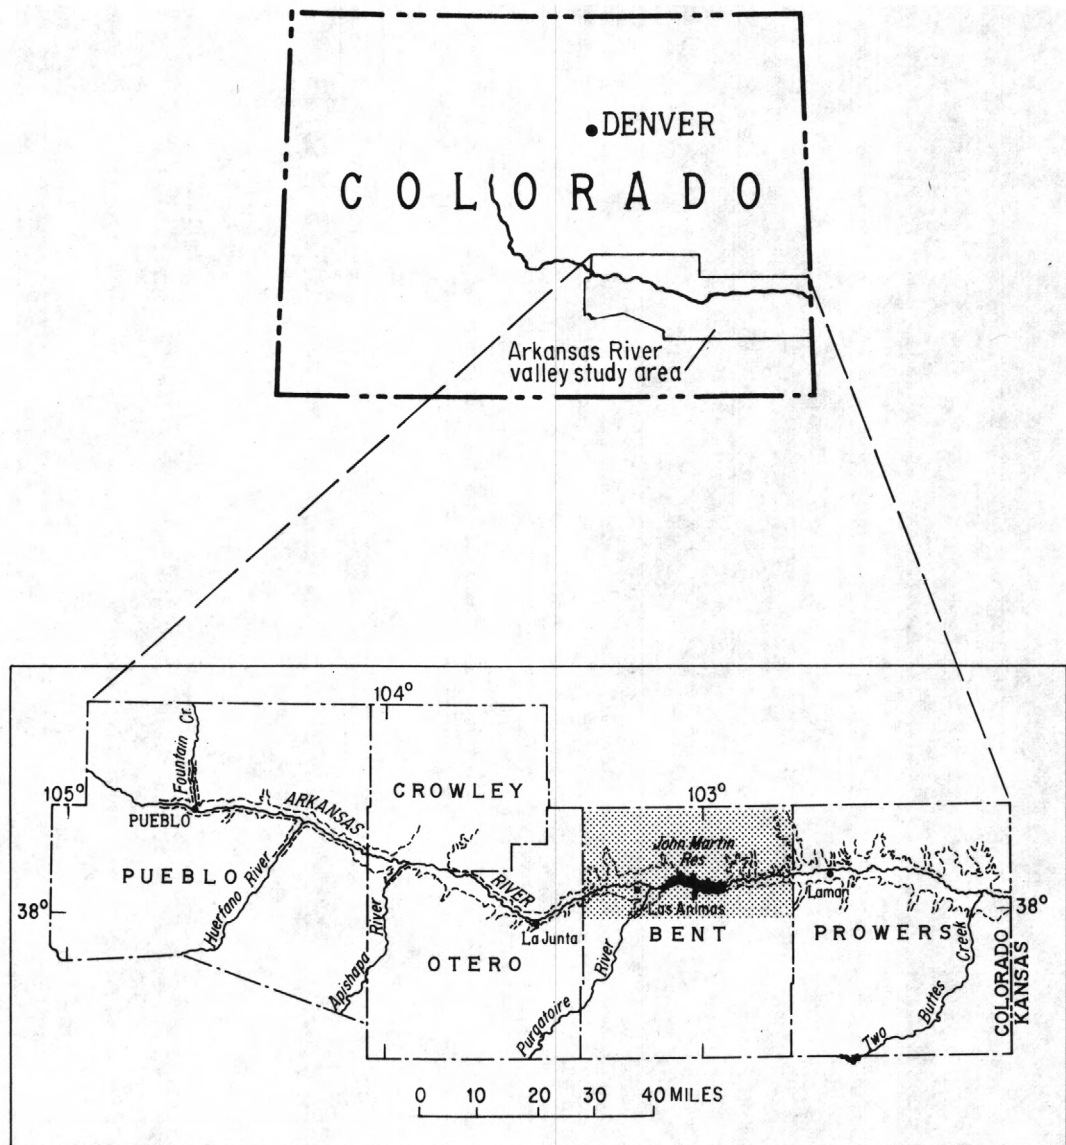 DENVER
COLORADO
Arkansas River
valley study area
104°
Fountain Cr.
105°
ARKANSAS
CROWLEY
103°
PUEBLO
John Martin
Res
PUEBLO
Huerfano River
RIVER
Lamar
38°
Las Animas
38°
Apishapa River
La Junta
BENT
PROWERS
OTERO
Purgatoire River
Two Buttes Creek
COLORADO
KANSAS
0 10 20 30 40 MILES